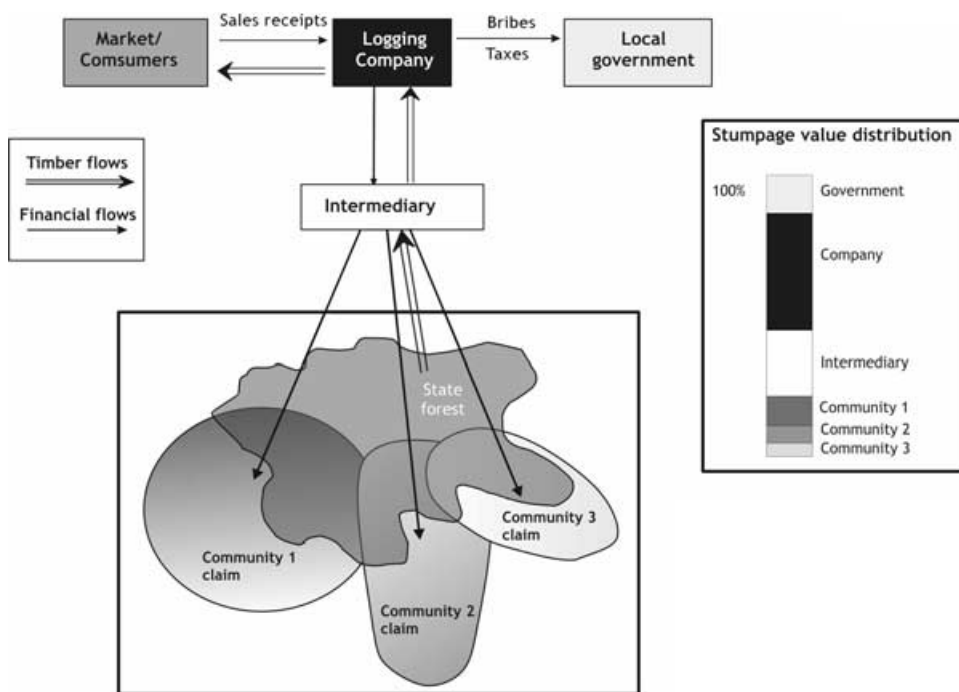 Market/
Comsumers
Sales receipts
Logging
Company
Bribes
Taxes
Local
government
Timber flows
Financial flows
Intermediary
State
forest
Community 1
claim
Community 2
claim
Community 3
claim
Stumpage value distribution
100%
Government
Company
Intermediary
Community 1
Community 2
Community 3